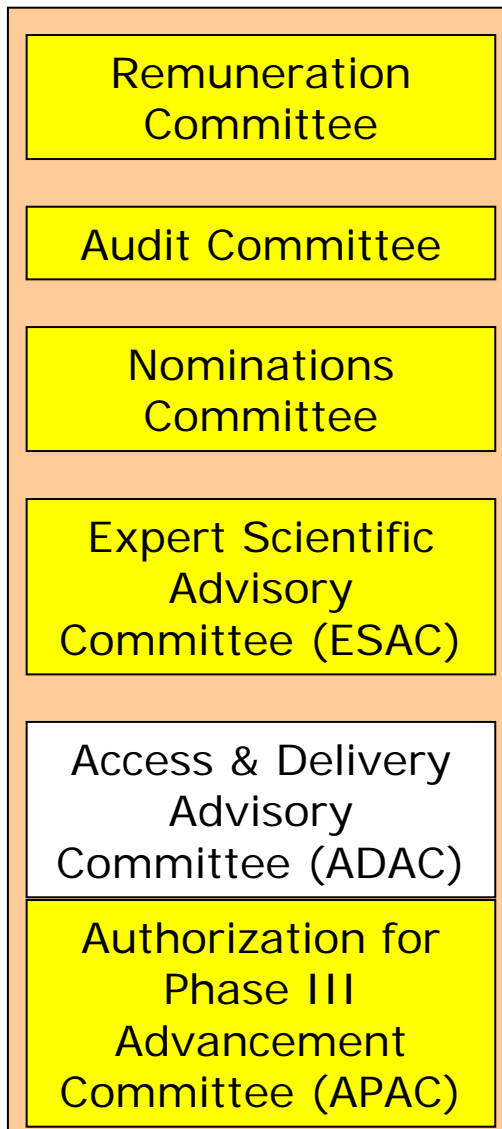 Remuneration
Committee
Audit Committee
Nominations
Committee
Expert Scientific
Advisory
Committee (ESAC)
Access & Delivery
Advisory
Committee (ADAC)
Authorization for
Phase III
Advancement
Committee (APAC)